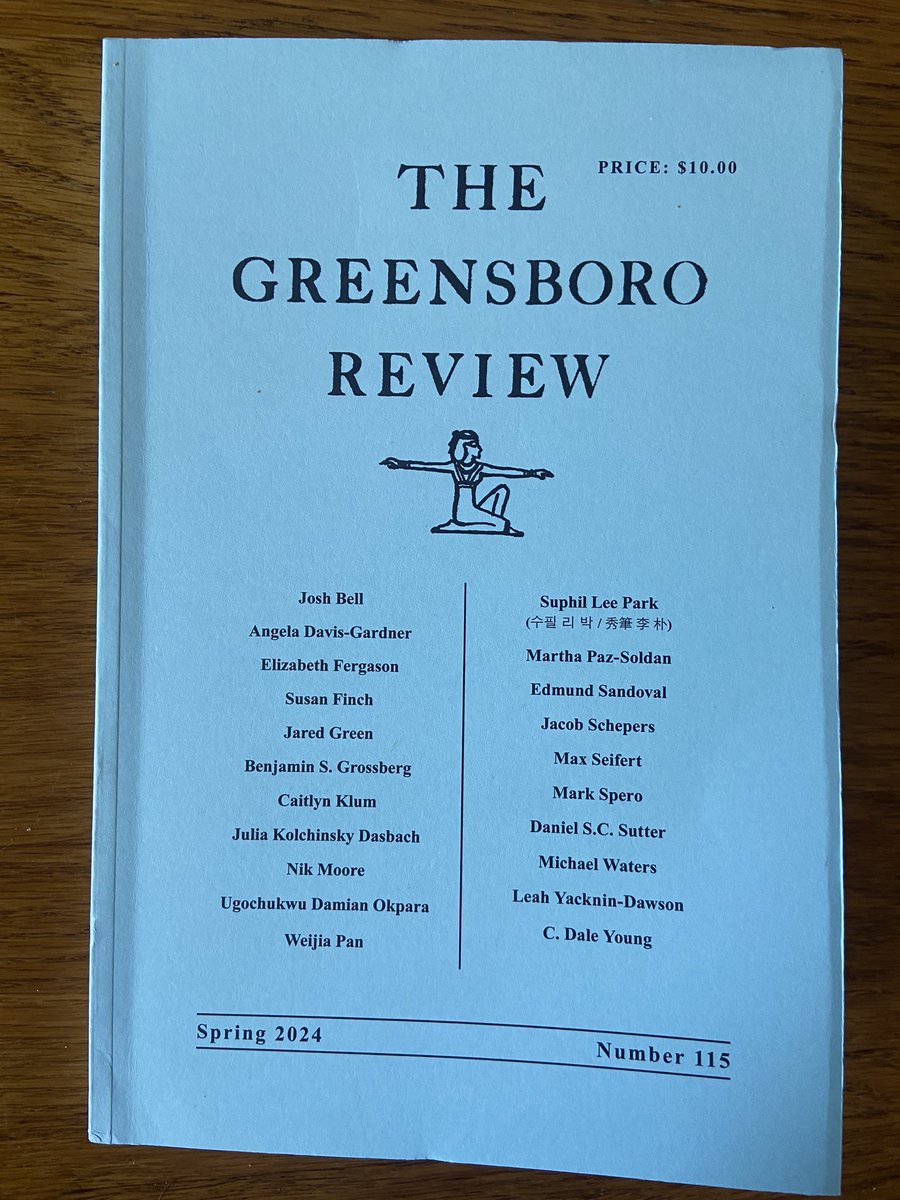 PRICE: $10.00
THE
GREENSBORO
REVIEW
Josh Bell
Angela Davis-Gardner
Elizabeth Fergason
Susan Finch
Jared Green
Benjamin S. Grossberg
Caitlyn Klum
Julia Kolchinsky Dasbach
Nik Moore
Ugochukwu Damian Okpara
Weijia Pan
Suphil Lee Park
(수필 리 박 / 秀筆 李 朴)
Martha Paz-Soldan
Edmund Sandoval
Jacob Schepers
Max Seifert
Mark Spero
Daniel S.C. Sutter
Michael Waters
Leah Yacknin-Dawson
C. Dale Young
Spring 2024
Number 115